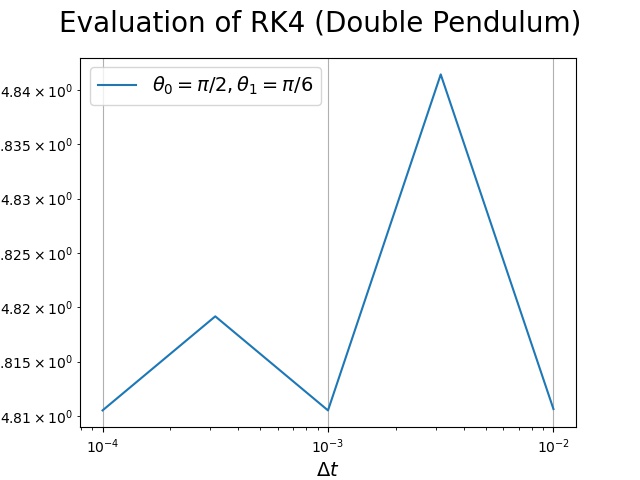 Evaluation of RK4 (Double Pendulum)
θ₀ = π/2, θ₁ = π/6
4.84 × 10⁰
.835 × 10⁰
4.83 × 10⁰
.825 × 10⁰
4.82 × 10⁰
.815 × 10⁰
4.81 × 10⁰
10⁻⁴ 10⁻³ 10⁻²
Δt